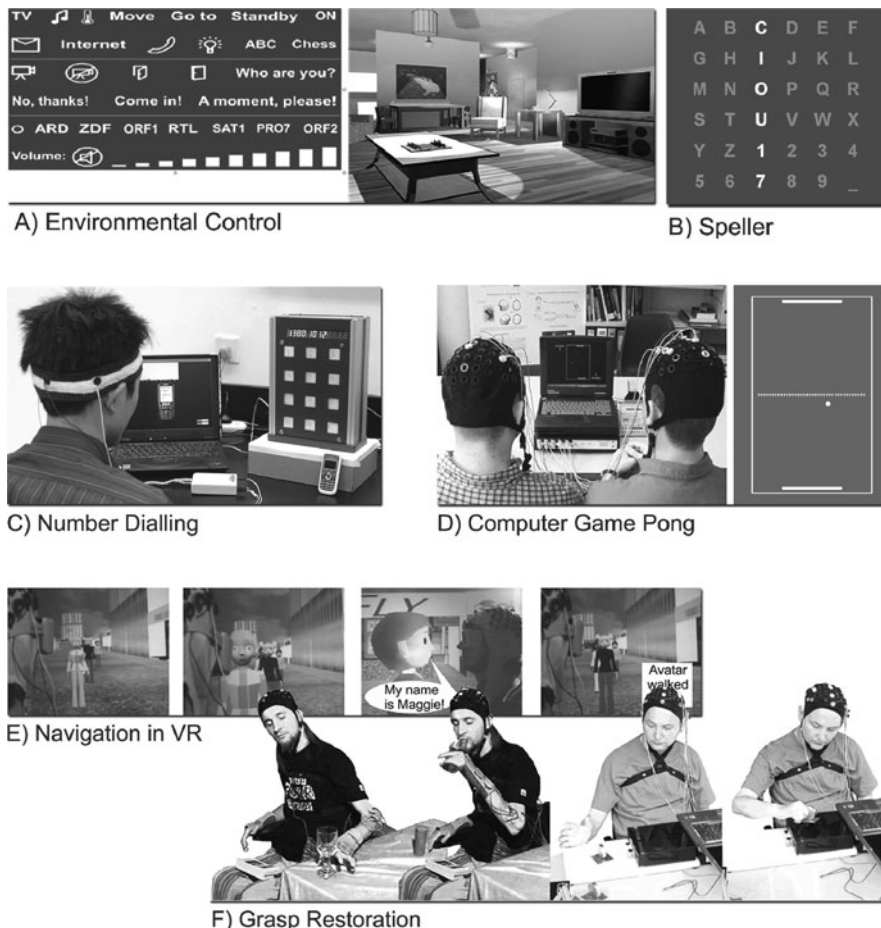 TV Move Go to Standby ON
Internet ABC Chess
Who are you?
No, thanks! Come in! A moment, please!
ARD ZDF ORF1 RTL SAT1 PRO7 ORF2
Volume:
A B C D E F
G H I J K L
M N O P Q R
S T U V W X
Y Z 1 2 3 4
5 6 7 8 9 _
A) Environmental Control
B) Speller
C) Number Dialling
D) Computer Game Pong
FLY
My name
is Maggie!
Avatar
walked
E) Navigation in VR
F) Grasp Restoration